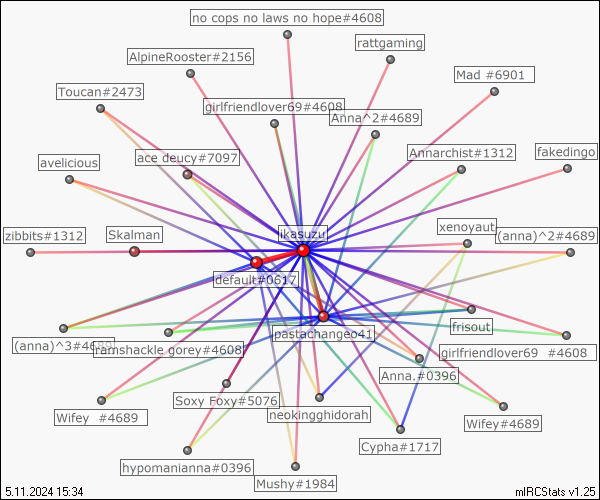 no cops no laws no hope#4608
rattgaming
AlpineRooster#2156
Mad #6901
Toucan#2473
girlfriendlover69#4608
Anna^2#4689
avelicious
ace deucy#7097
Annarchist#1312
fakedingo
zibbits#1312
Skalman
ikasuzu
xenoyaut
(anna)^2#4689
default#0617
(anna)^3#4689
ramshackle gorey#4608
pastachangeo41
frisout
girlfriendlover69 #4608
Anna.#0396
Soxy Foxy#5076
Wifey #4689
neokingghidorah
Wifey#4689
Cypha#1717
hypomanianna#0396
Mushy#1984
5.11.2024 15:34
mIRCStats v1.25